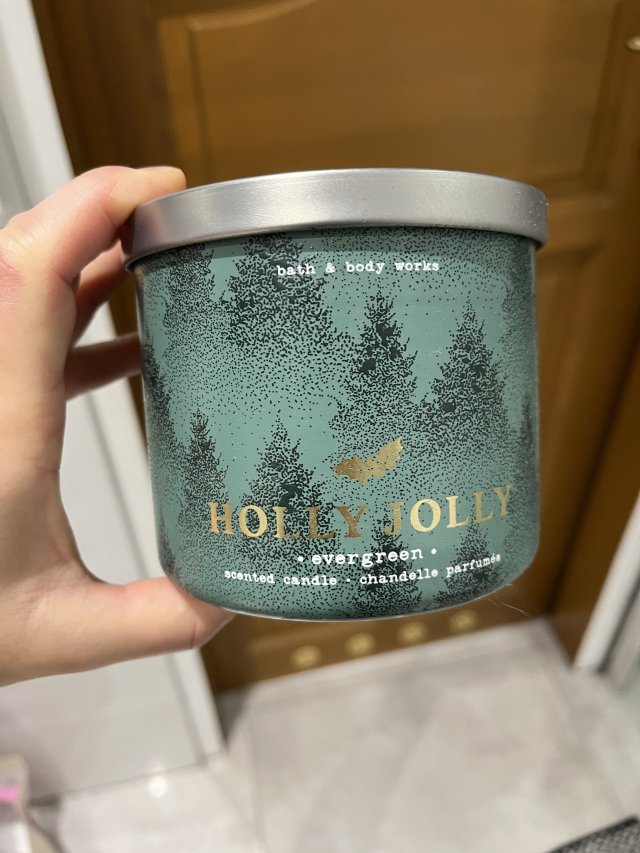 bath & body works
HOLLY JOLLY
• evergreen •
scented candle • chandelle parfumée